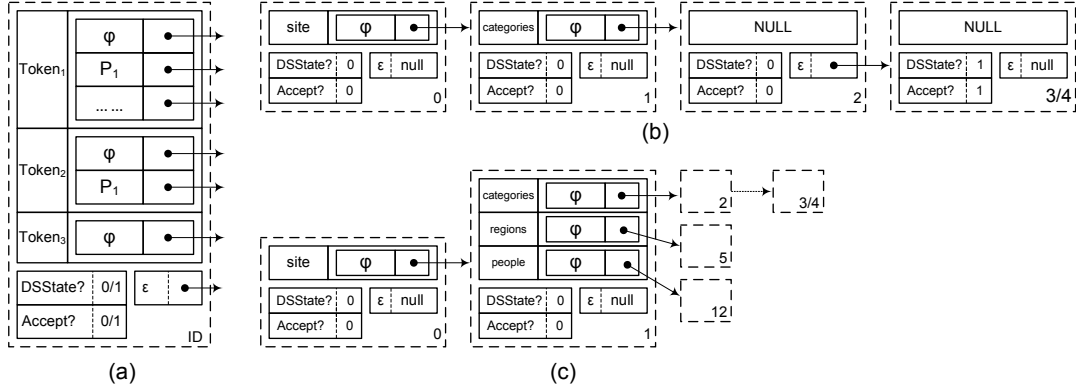 Token1
φ
P1
... ...
Token2
φ
P1
Token3
φ
DSState? 0/1
ε
Accept? 0/1
ID
(a)
site φ
DSState? 0
ε null
Accept? 0
0
categories φ
DSState? 0
ε null
Accept? 0
1
NULL
DSState? 0
ε
Accept? 0
2
NULL
DSState? 1
ε null
Accept? 1
3/4
(b)
site φ
DSState? 0
ε null
Accept? 0
0
categories φ
regions φ
people φ
DSState? 0
ε null
Accept? 0
1
2
3/4
5
12
(c)